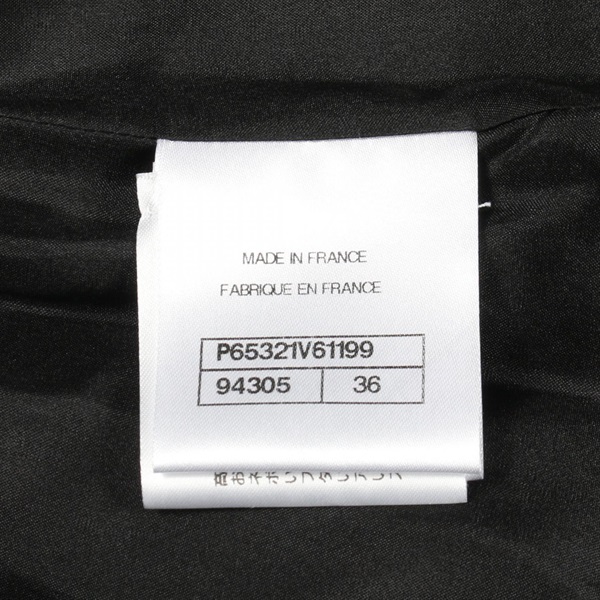 MADE IN FRANCE
FABRIQUE EN FRANCE
P65321V61199
94305 36